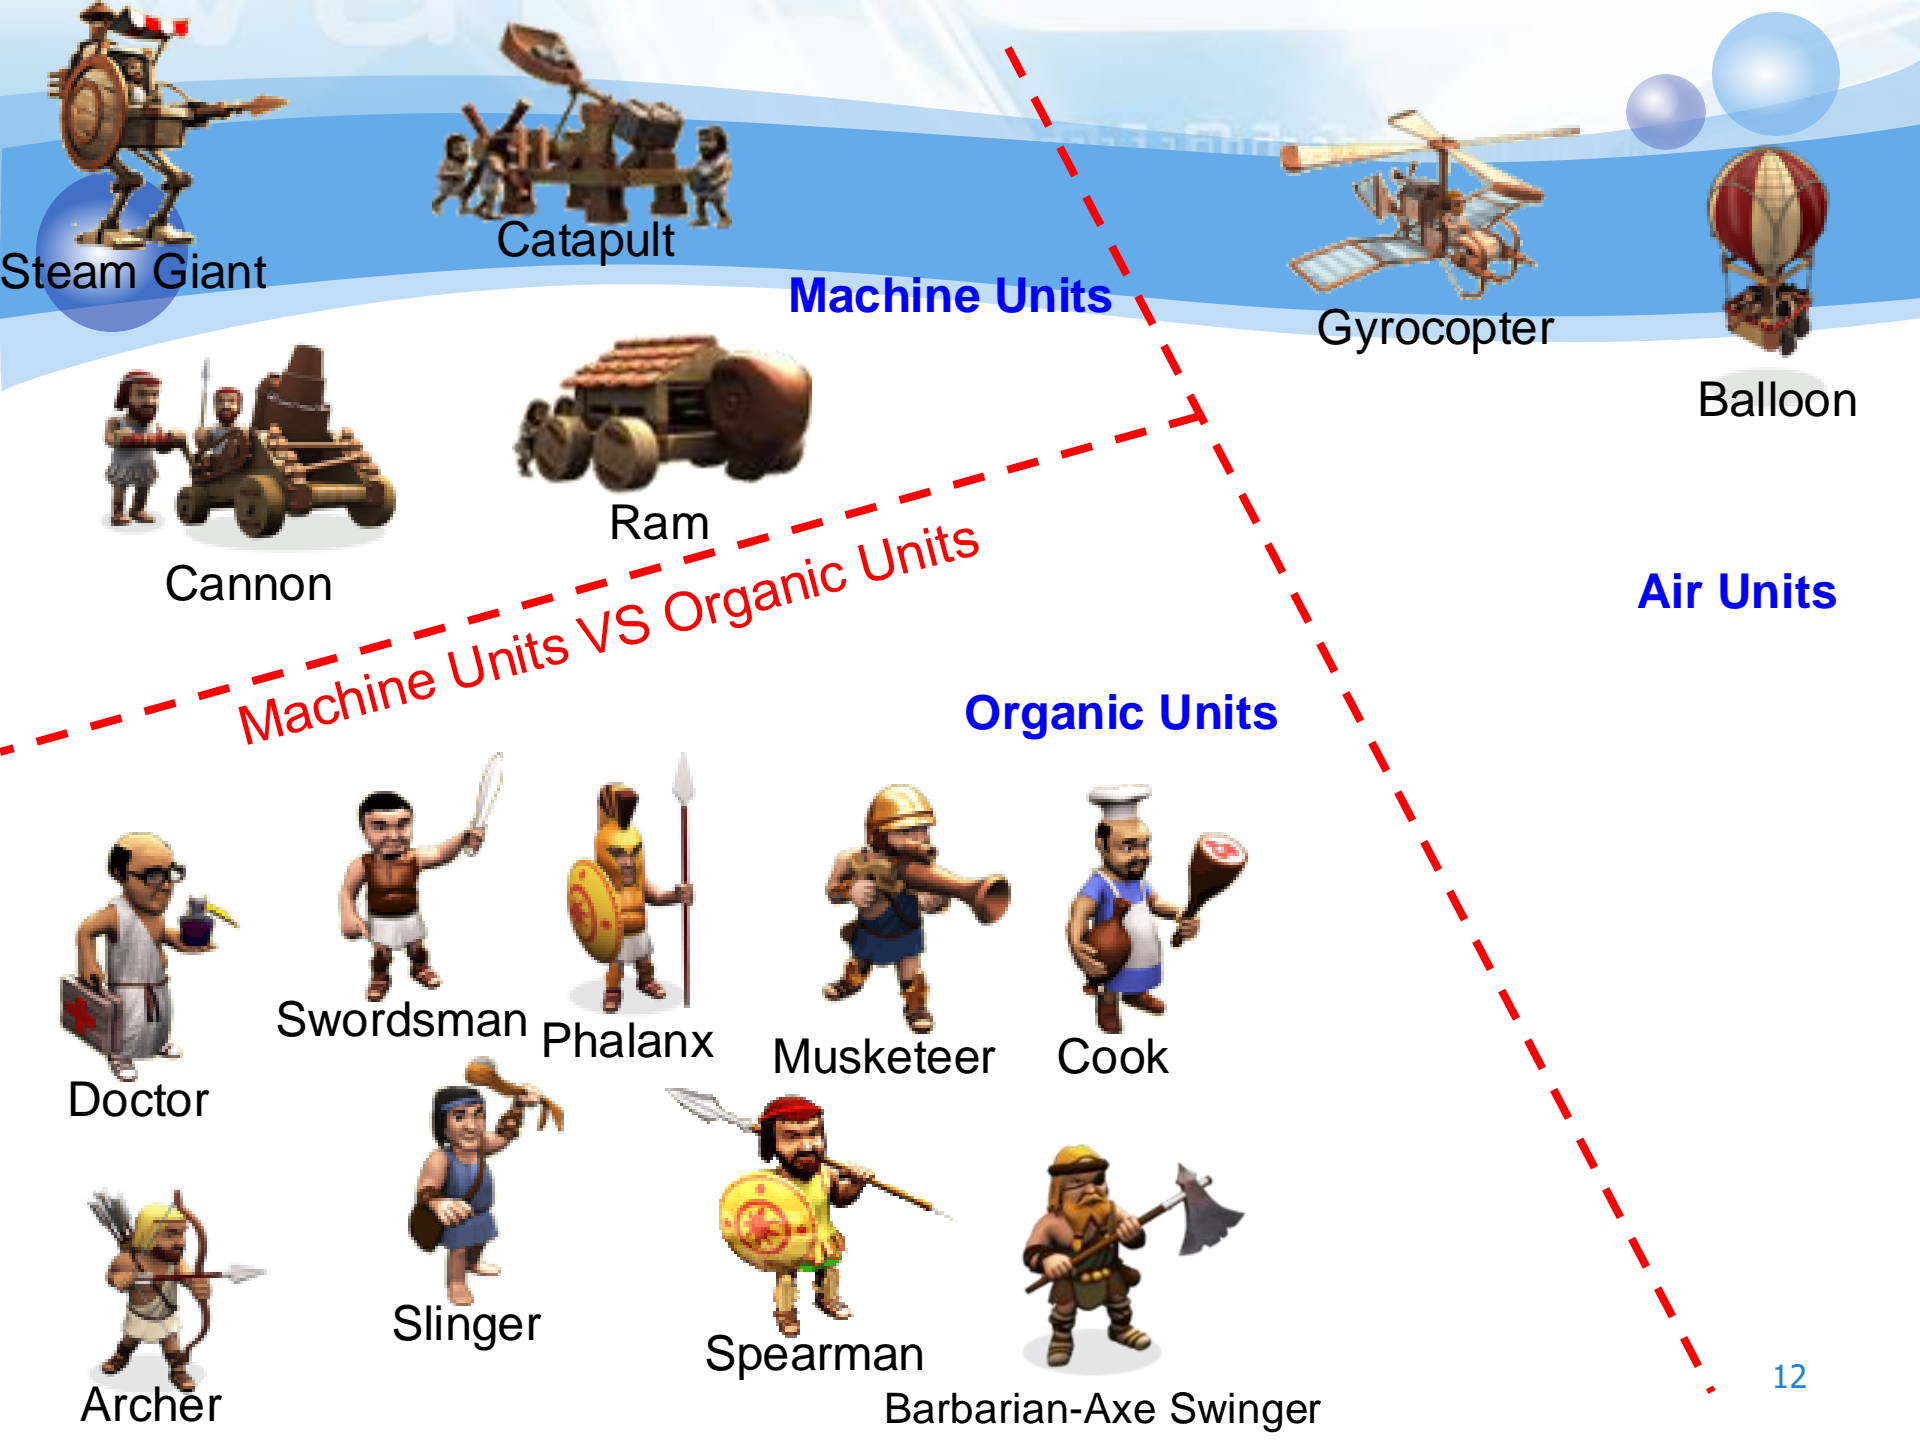 Steam Giant
Catapult
Machine Units
Gyrocopter
Balloon
Cannon
Ram
Machine Units VS Organic Units
Air Units
Organic Units
Doctor
Swordsman
Phalanx
Musketeer
Cook
Archer
Slinger
Spearman
Barbarian-Axe Swinger
12